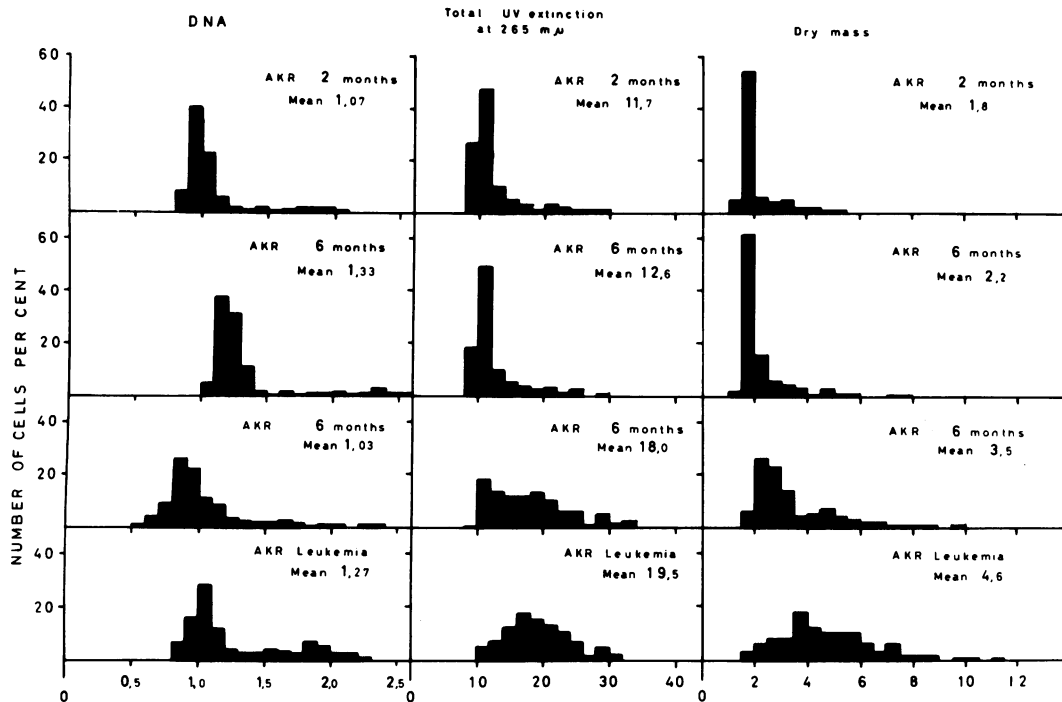 DNA
Total UV extinction
at 265 mµ
Dry mass
NUMBER OF CELLS PER CENT
60
40
20
AKR 2 months
Mean 1,07
AKR 2 months
Mean 11,7
AKR 2 months
Mean 1,8
60
40
20
AKR 6 months
Mean 1,33
AKR 6 months
Mean 12,6
AKR 6 months
Mean 2,2
40
20
AKR 6 months
Mean 1,03
AKR 6 months
Mean 18,0
AKR 6 months
Mean 3,5
40
20
AKR Leukemia
Mean 1,27
AKR Leukemia
Mean 19,5
AKR Leukemia
Mean 4,6
0 0,5 1,0 1,5 2,0 2,5
0 10 20 30 40
0 2 4 6 8 10 12